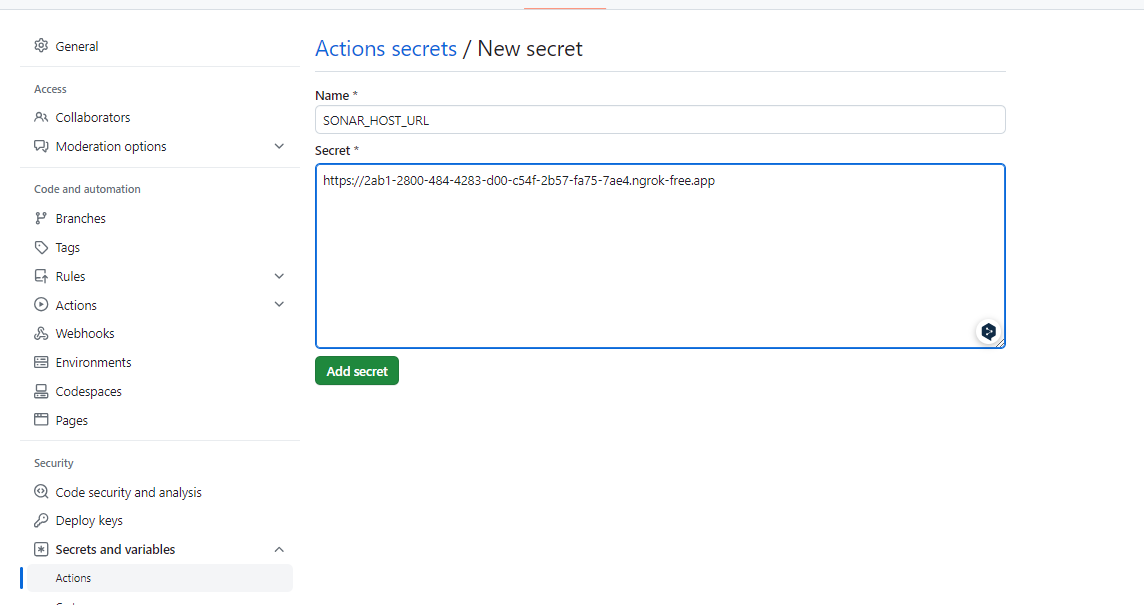 General
Access
Collaborators
Moderation options
Code and automation
Branches
Tags
Rules
Actions
Webhooks
Environments
Codespaces
Pages
Security
Code security and analysis
Deploy keys
Secrets and variables
Actions
Actions secrets / New secret
Name *
SONAR_HOST_URL
Secret *
https://2ab1-2800-484-4283-d00-c54f-2b57-fa75-7ae4.ngrok-free.app
Add secret